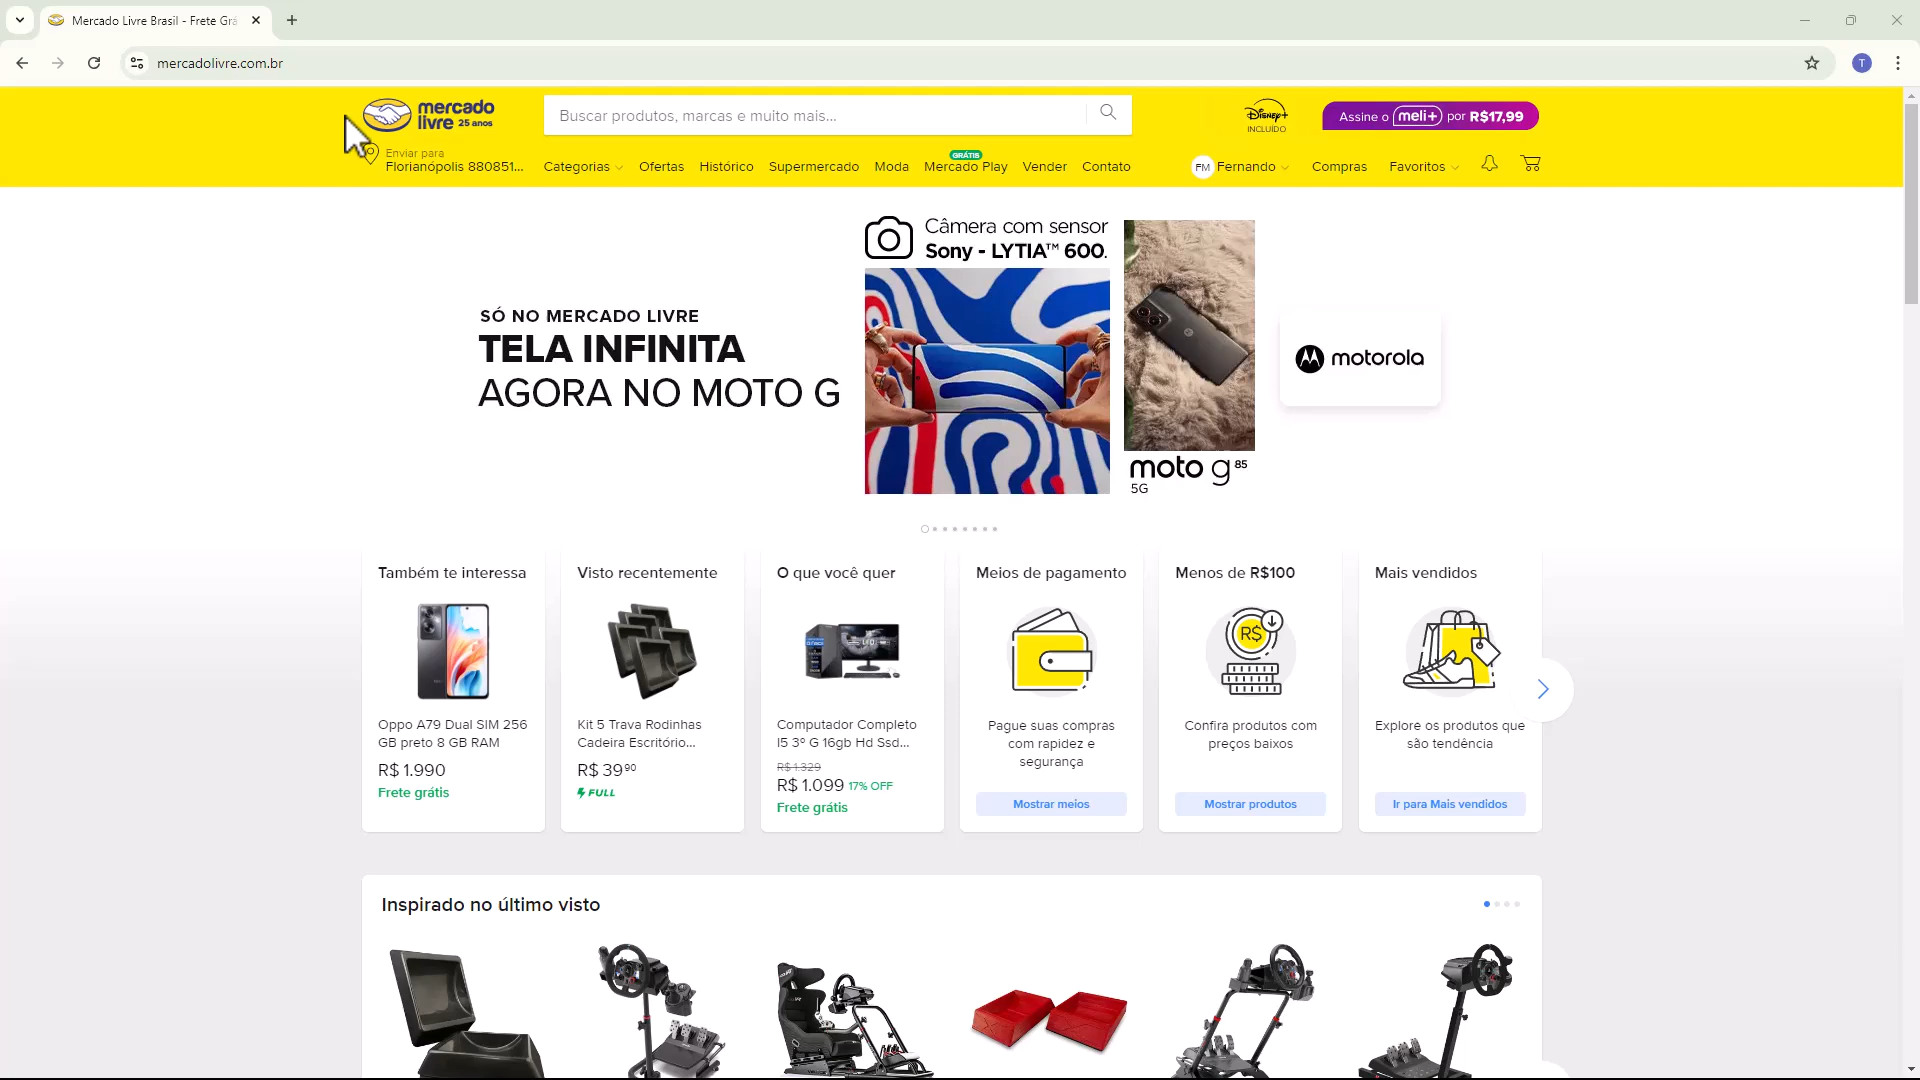 Mercado Livre Brasil - Frete Grá
mercadolivre.com.br
T
mercado
livre 25 anos
Buscar produtos, marcas e muito mais...
Disney+
INCLUÍDO
Assine o meli+ por R$17,99
Enviar para
Florianópolis 880851...
Categorias
Ofertas
Histórico
Supermercado
Moda
GRÁTIS
Mercado Play
Vender
Contato
FM Fernando
Compras
Favoritos
Câmera com sensor
Sony - LYTIA™ 600.
SÓ NO MERCADO LIVRE
TELA INFINITA
AGORA NO MOTO G
motorola
moto g 85
5G
Também te interessa
Oppo A79 Dual SIM 256
GB preto 8 GB RAM
R$ 1.990
Frete grátis
Visto recentemente
Kit 5 Trava Rodinhas
Cadeira Escritório...
R$ 39 90
FULL
O que você quer
Computador Completo
I5 3º G 16gb Hd Ssd...
R$ 1.329
R$ 1.099 17% OFF
Frete grátis
Meios de pagamento
Pague suas compras
com rapidez e
segurança
Mostrar meios
Menos de R$100
R$
Confira produtos com
preços baixos
Mostrar produtos
Mais vendidos
Explore os produtos que
são tendência
Ir para Mais vendidos
Inspirado no último visto